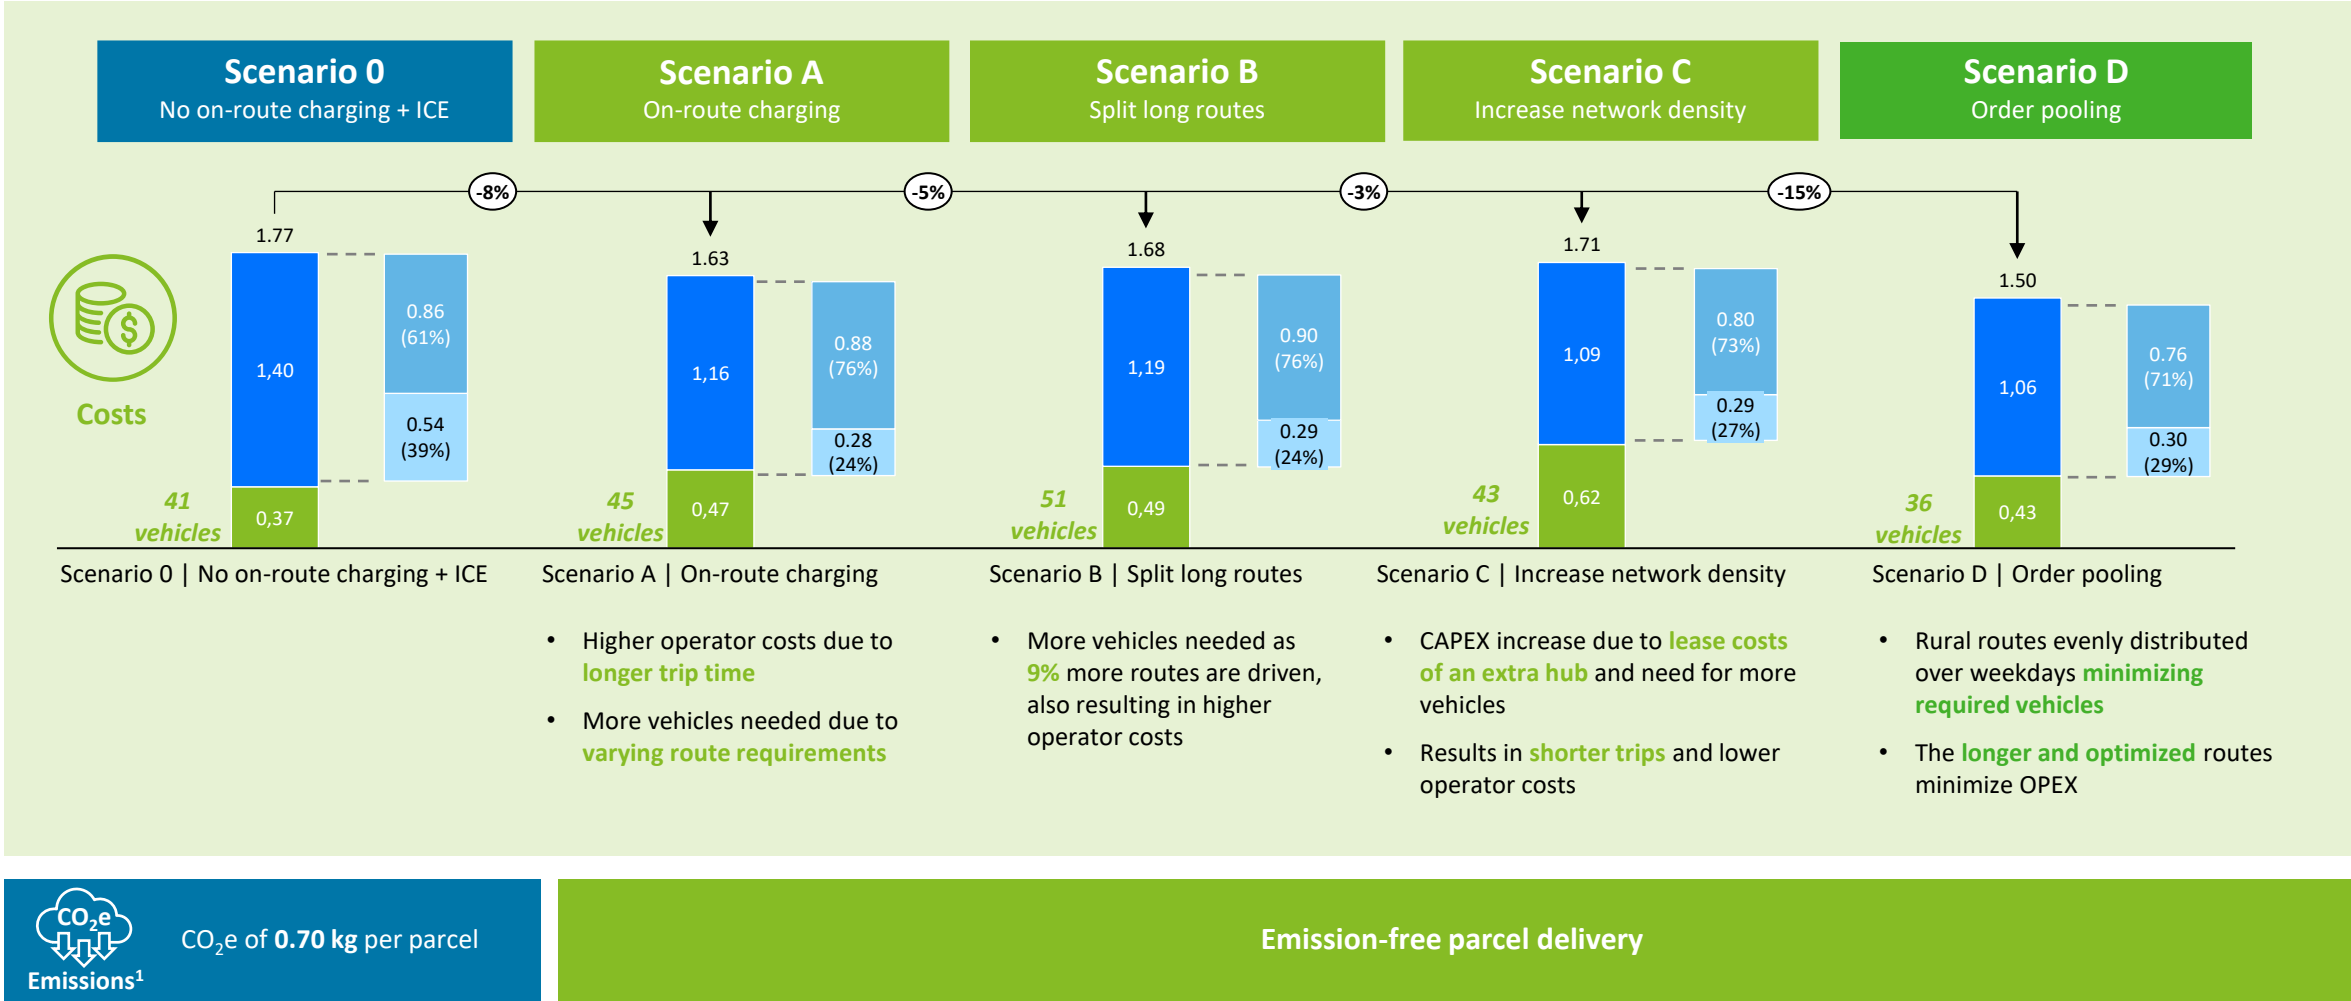 Scenario 0
No on-route charging + ICE
Scenario A
On-route charging
Scenario B
Split long routes
Scenario C
Increase network density
Scenario D
Order pooling
-8%
-5%
-3%
-15%
Costs
1.77
1,40
0,37
0.86
(61%)
0.54
(39%)
41
vehicles
1.63
1,16
0,47
0.88
(76%)
0.28
(24%)
45
vehicles
1.68
1,19
0,49
0.90
(76%)
0.29
(24%)
51
vehicles
1.71
1,09
0,62
0.80
(73%)
0.29
(27%)
43
vehicles
1.50
1,06
0,43
0.76
(71%)
0.30
(29%)
36
vehicles
Scenario 0 | No on-route charging + ICE
Scenario A | On-route charging
Scenario B | Split long routes
Scenario C | Increase network density
Scenario D | Order pooling
• Higher operator costs due to
longer trip time
• More vehicles needed due to
varying route requirements
• More vehicles needed as
9% more routes are driven,
also resulting in higher
operator costs
• CAPEX increase due to lease costs
of an extra hub and need for more
vehicles
• Results in shorter trips and lower
operator costs
• Rural routes evenly distributed
over weekdays minimizing
required vehicles
• The longer and optimized routes
minimize OPEX
CO₂e
Emissions¹
CO₂e of 0.70 kg per parcel
Emission-free parcel delivery